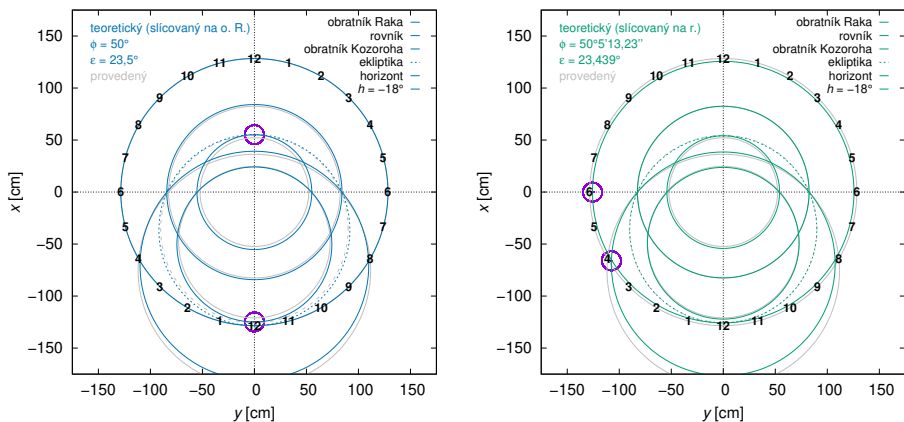 teoretický (slícovaný na o. R.)
ϕ = 50°
ε = 23,5°
provedený
obratník Raka
rovník
obratník Kozoroha
ekliptika
horizont
h = −18°
150
100
50
0
−50
−100
−150
x [cm]
−150 −100 −50 0 50 100 150
y [cm]
12
11 1
10 2
9 3
8 4
7 5
6 6
5 7
4 8
3 9
2 10
1 11
12
teoretický (slícovaný na r.)
ϕ = 50°5'13,23''
ε = 23,439°
provedený
obratník Raka
rovník
obratník Kozoroha
ekliptika
horizont
h = −18°
150
100
50
0
−50
−100
−150
x [cm]
−150 −100 −50 0 50 100 150
y [cm]
12
11 1
10 2
9 3
8 4
7 5
6 6
5 7
4 8
3 9
2 10
1 11
12